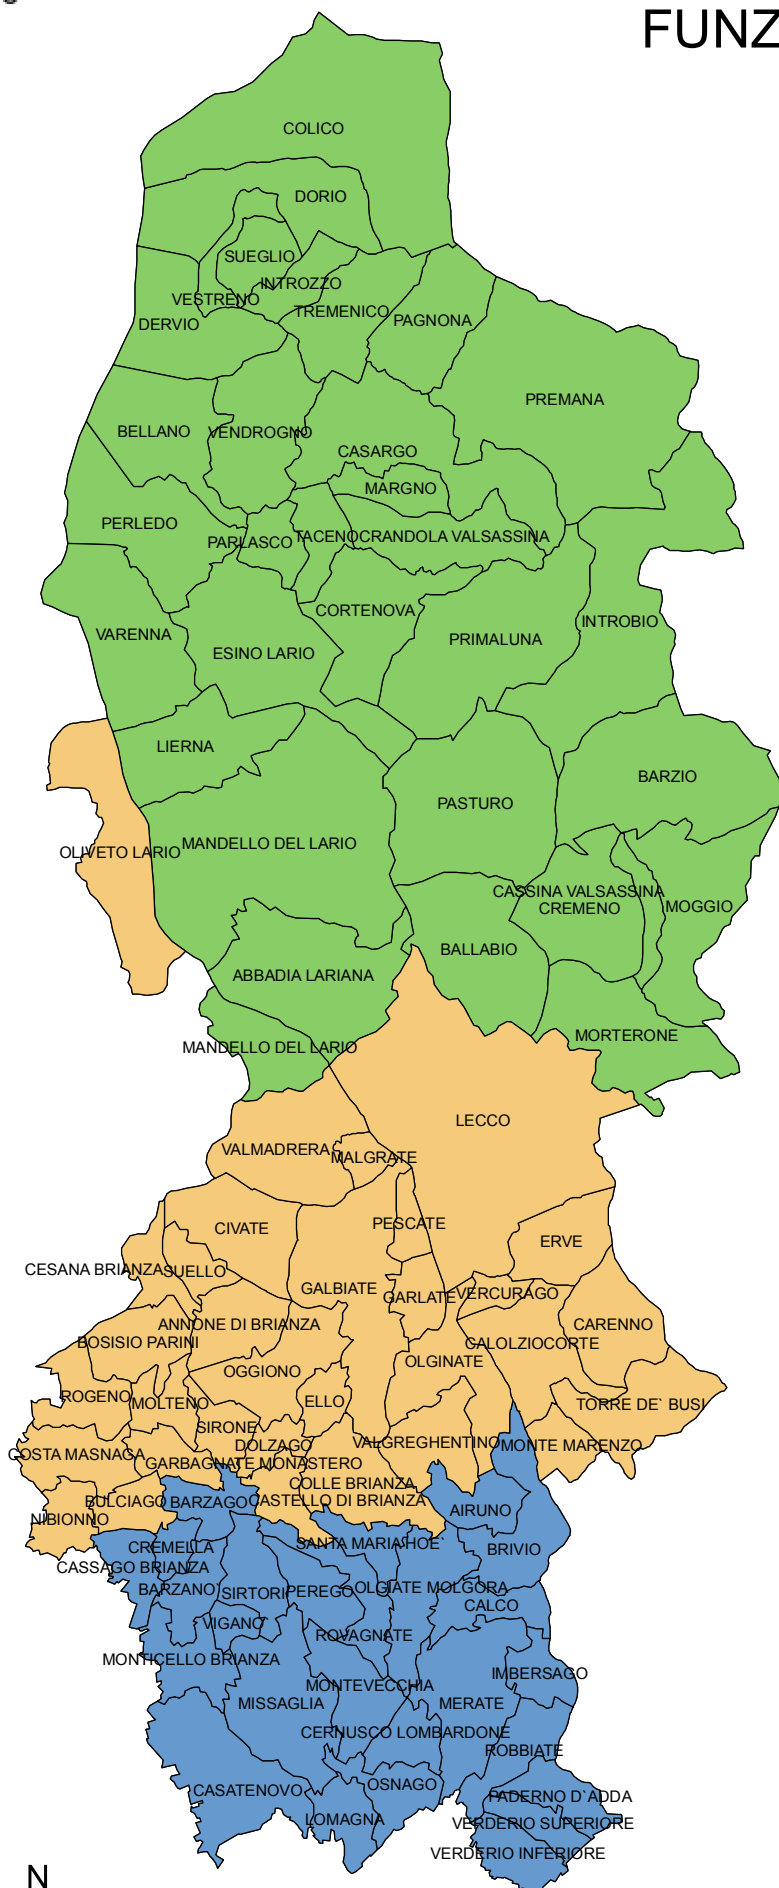 FUNZ
COLICO
DORIO
SUEGLIO
INTROZZO
VESTRENO
TREMENICO
PAGNONA
DERVIO
PREMANA
BELLANO
VENDROGNO
CASARGO
MARGNO
PERLEDO
PARLASCO
TACENO
CRANDOLA VALSASSINA
CORTENOVA
INTROBIO
VARENNA
PRIMALUNA
ESINO LARIO
LIERNA
BARZIO
PASTURO
MANDELLO DEL LARIO
OLIVETO LARIO
CASSINA VALSASSINA
CREMENO
MOGGIO
BALLABIO
ABBADIA LARIANA
MORTERONE
MANDELLO DEL LARIO
LECCO
VALMADRERA
MALGRATE
PESCATE
CIVATE
ERVE
CESANA BRIANZA
SUELLO
GALBIATE
GARLATE
VERCURAGO
ANNONE DI BRIANZA
CARENNO
BOSISIO PARINI
CALOLZIOCORTE
OLGINATE
OGGIONO
ROGENO
MOLTENO
ELLO
TORRE DE` BUSI
SIRONE
DOLZAGO
VALGREGHENTINO
MONTE MARENZO
COSTA MASNAGA
GARBAGNATE MONASTERO
COLLE BRIANZA
BULCIAGO
BARZAGO
CASTELLO DI BRIANZA
AIRUNO
NIBIONNO
CREMELLA
SANTA MARIA HOE`
BRIVIO
CASSAGO BRIANZA
BARZANO`
SIRTORI
PEREGO
OLGIATE MOLGORA
CALCO
VIGANO`
ROVAGNATE
MONTICELLO BRIANZA
IMBERSAGO
MONTEVECCHIA
MISSAGLIA
MERATE
CERNUSCO LOMBARDONE
ROBBIATE
OSNAGO
CASATENOVO
PADERNO D`ADDA
LOMAGNA
VERDERIO SUPERIORE
VERDERIO INFERIORE
N